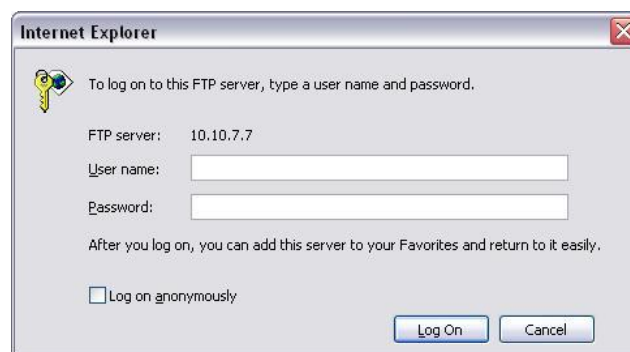 Internet Explorer
To log on to this FTP server, type a user name and password.
FTP server: 10.10.7.7
User name:
Password:
After you log on, you can add this server to your Favorites and return to it easily.
Log on anonymously
Log On Cancel